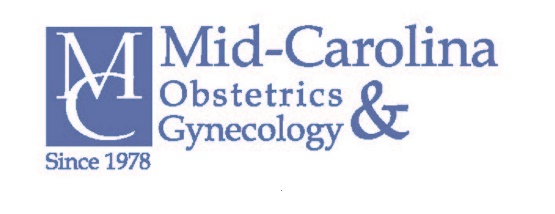 MC
Mid-Carolina
Obstetrics &
Gynecology
Since 1978